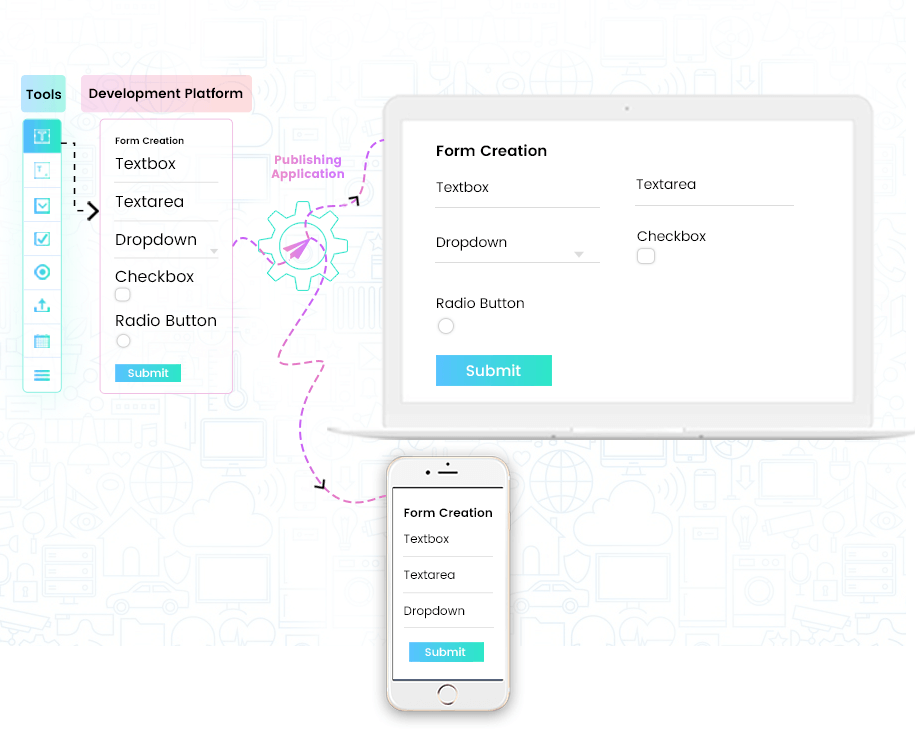 Tools
Development Platform
Form Creation
Textbox
Textarea
Dropdown
Checkbox
Radio Button
Submit
Publishing
Application
Form Creation
Textbox
Textarea
Dropdown
Checkbox
Radio Button
Submit
Form Creation
Textbox
Textarea
Dropdown
Submit